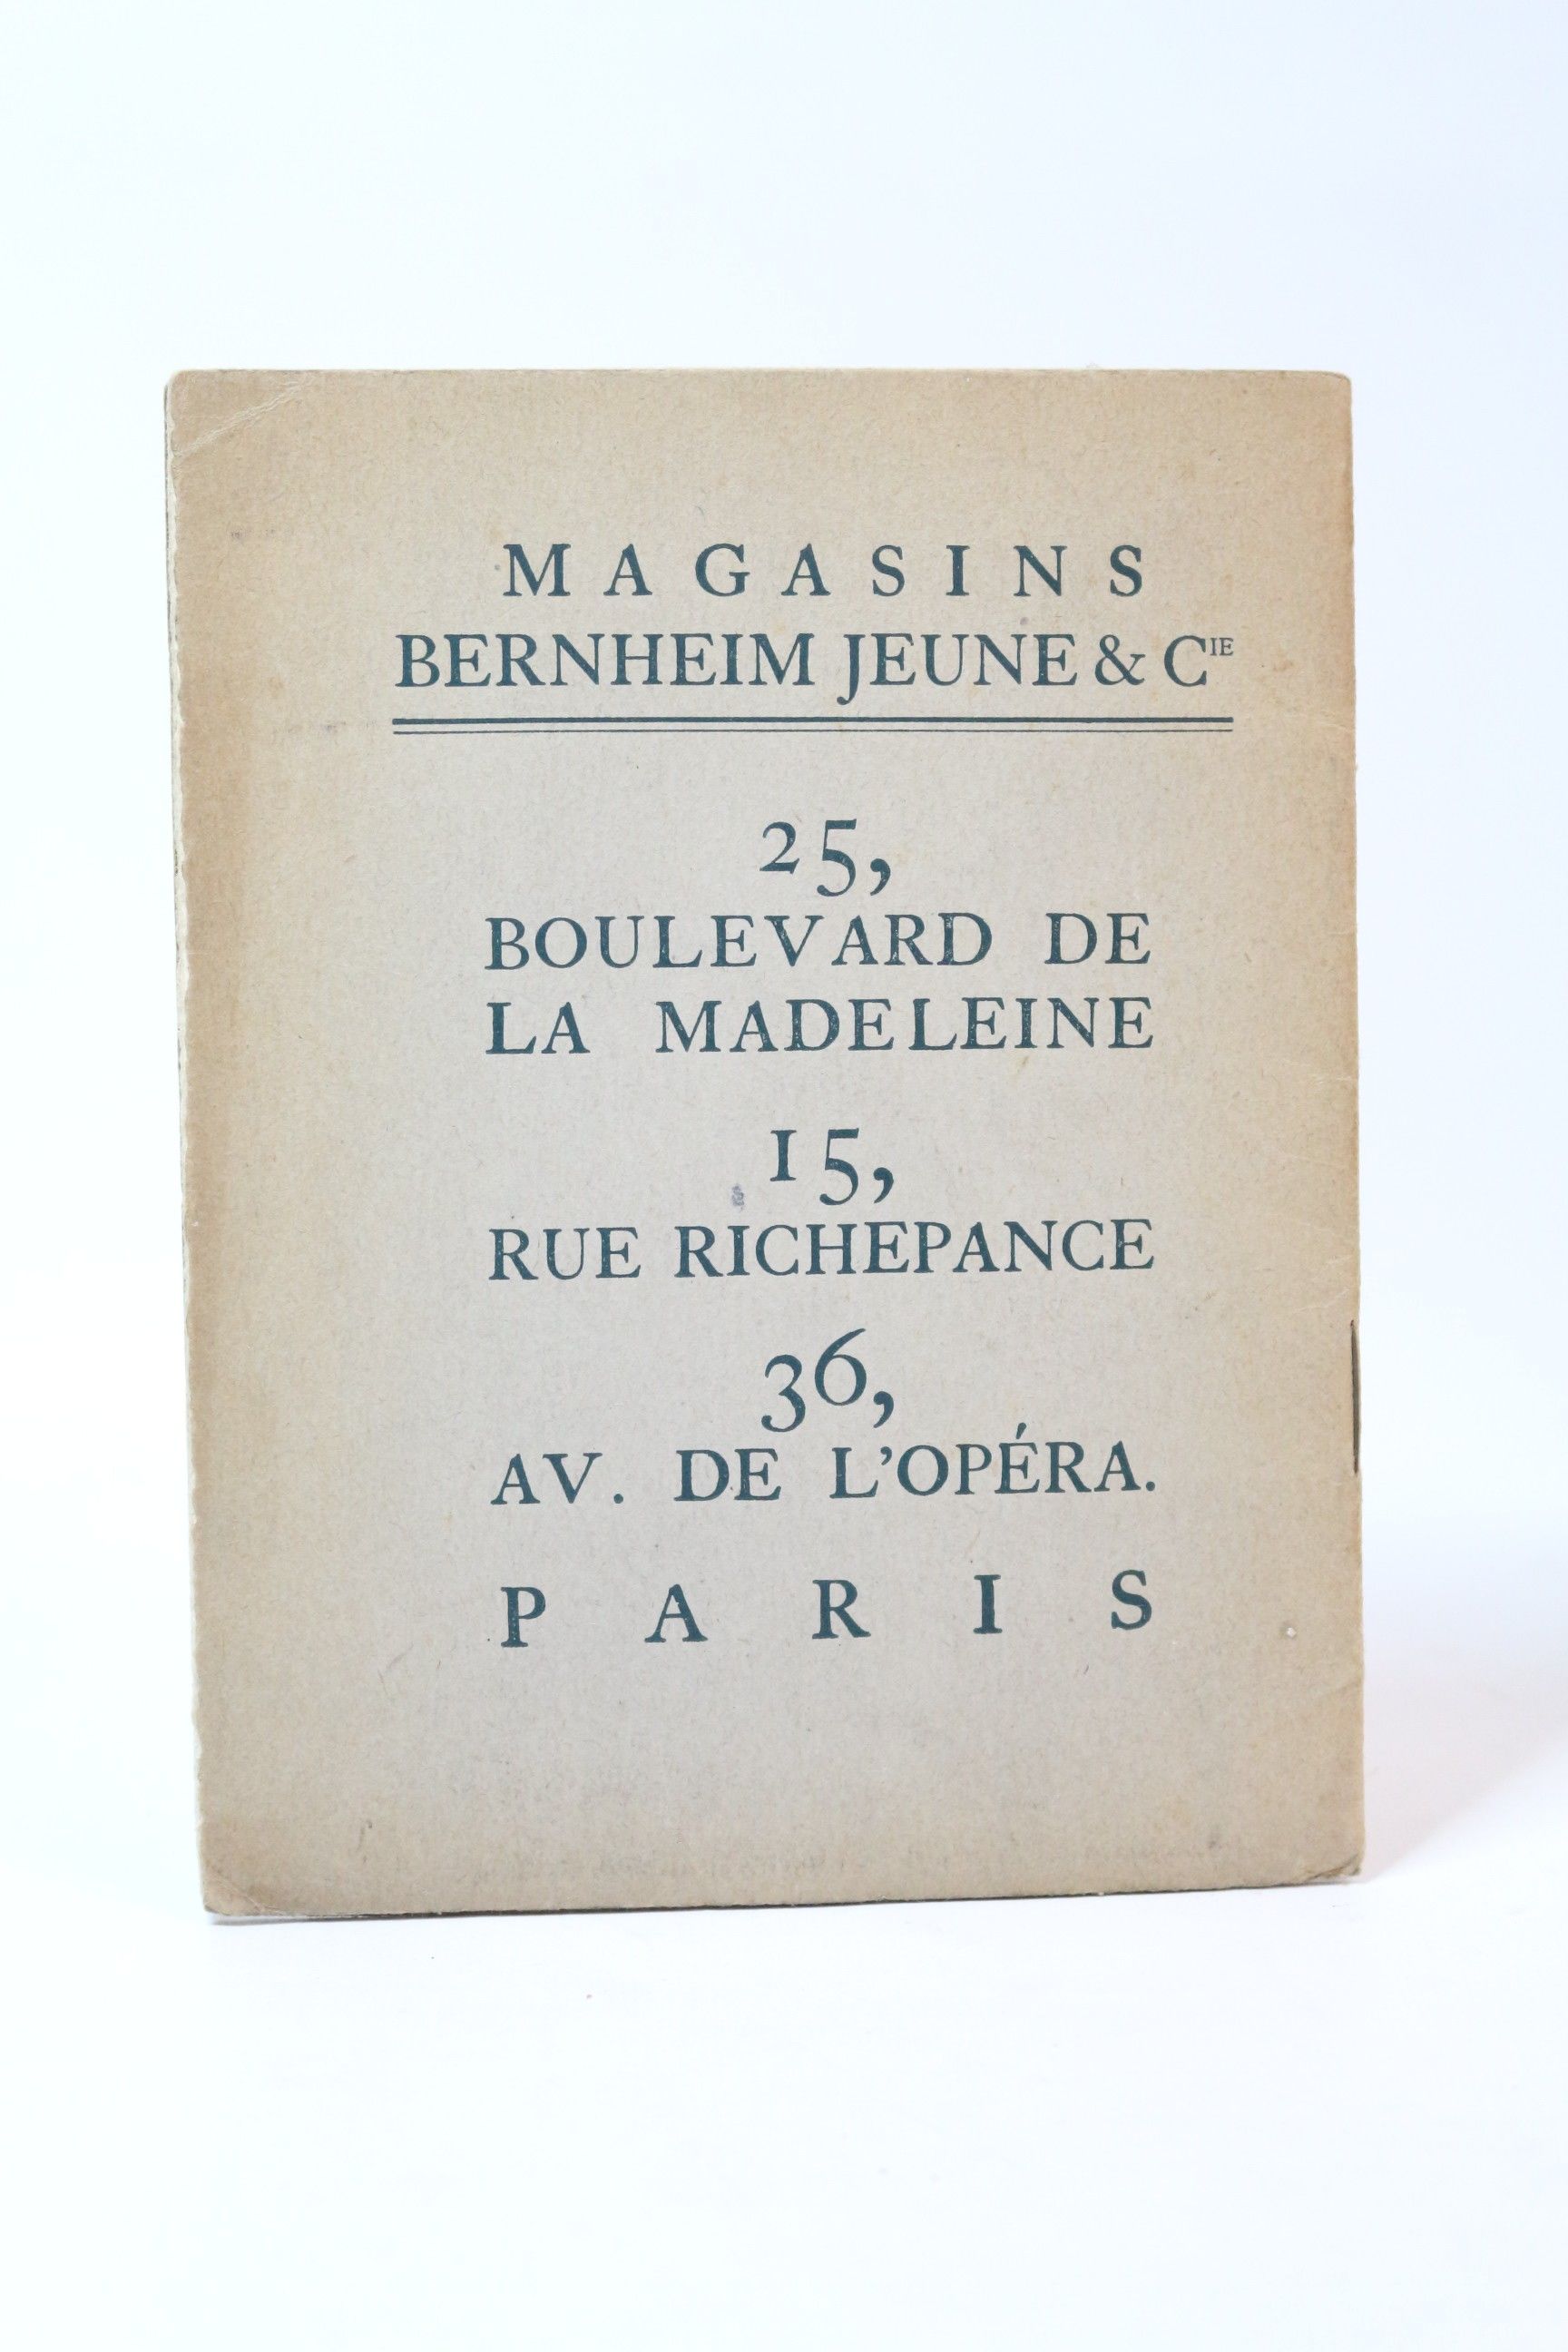 MAGASINS
BERNHEIM JEUNE & CIE
25,
BOULEVARD DE
LA MADELEINE
15,
RUE RICHEPANCE
36,
AV. DE L'OPÉRA.
PARIS